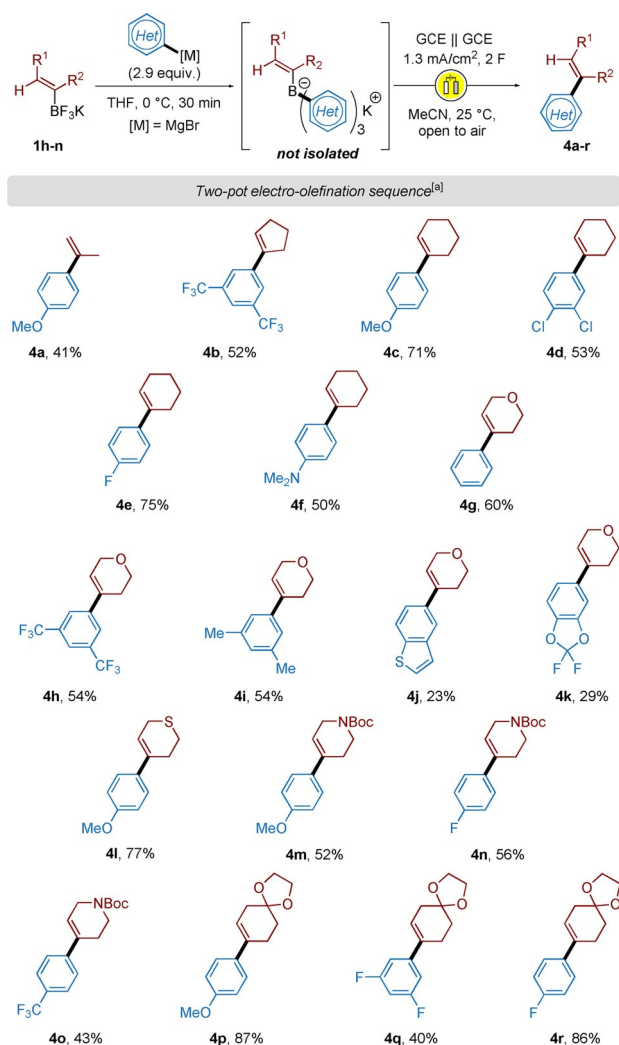 Het
[M]
(2.9 equiv.)
THF, 0 °C, 30 min
[M] = MgBr
H
R¹
R²
BF₃K
1h-n
R¹
H
R²
B
⊖
Het
3
K⊕
not isolated
GCE || GCE
1.3 mA/cm², 2 F
MeCN, 25 °C,
open to air
R¹
H
R²
Het
4a-r
Two-pot electro-olefination sequence[a]
MeO
4a, 41%
F₃C
CF₃
4b, 52%
MeO
4c, 71%
Cl Cl
4d, 53%
F
4e, 75%
Me₂N
4f, 50%
O
4g, 60%
O
F₃C
CF₃
4h, 54%
O
Me
Me
4i, 54%
O
S
4j, 23%
O
O
O
F F
4k, 29%
S
MeO
4l, 77%
NBoc
MeO
4m, 52%
NBoc
F
4n, 56%
NBoc
F₃C
4o, 43%
O
O
MeO
4p, 87%
O
O
F
F
4q, 40%
O
O
F
4r, 86%